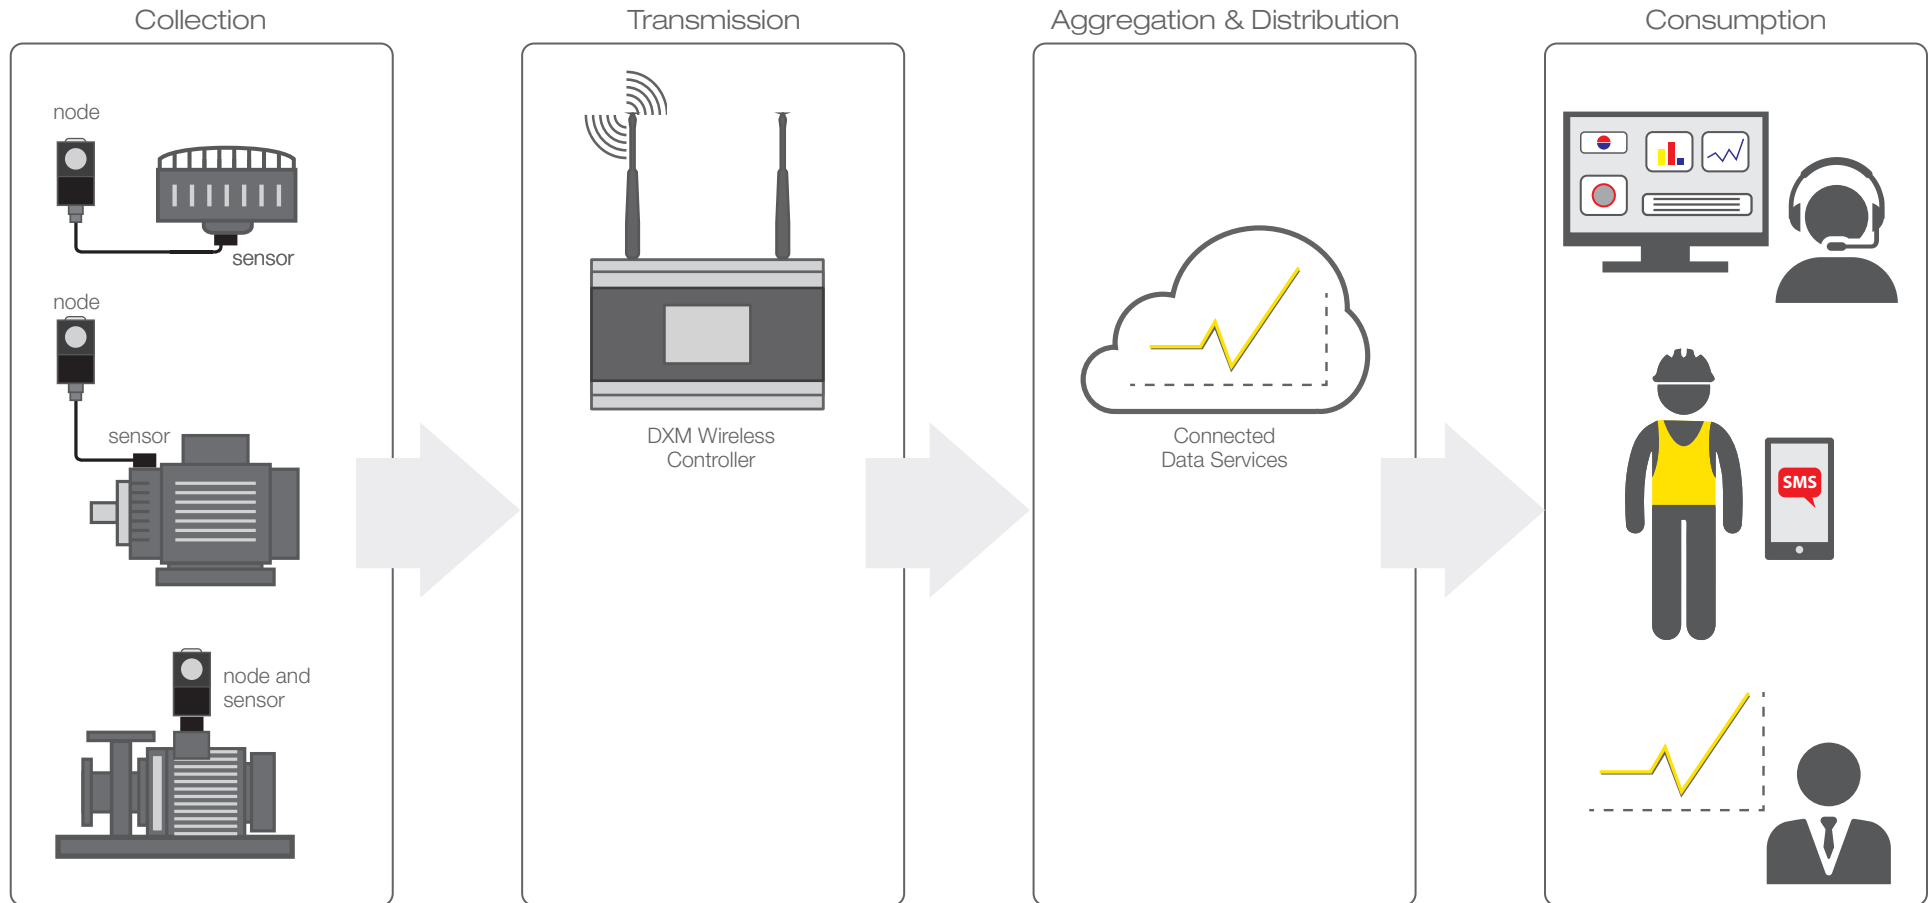 Collection
Transmission
Aggregation & Distribution
Consumption
node
sensor
node
sensor
node and
sensor
DXM Wireless
Controller
Connected
Data Services
SMS